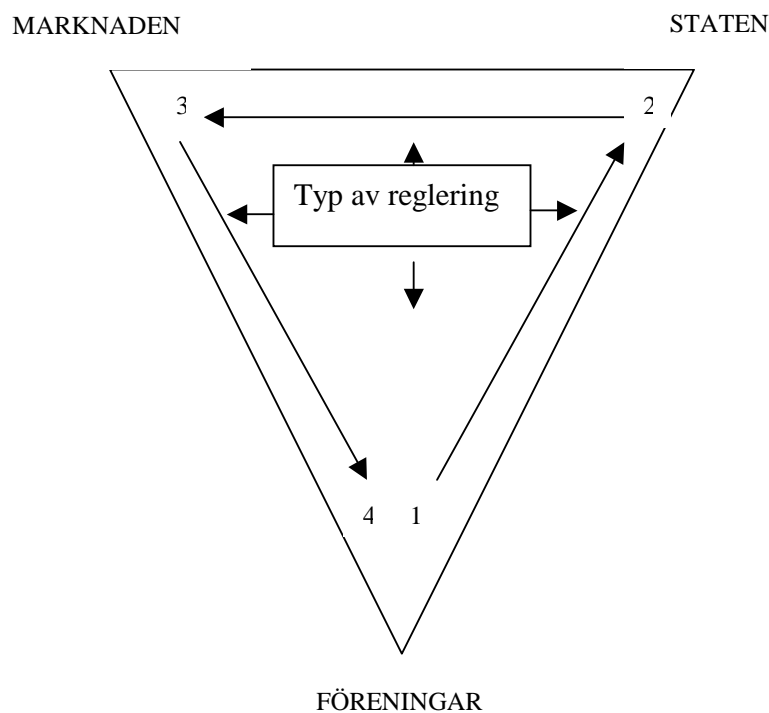 MARKNADEN STATEN
3 2
Typ av reglering
4 1
FÖRENINGAR